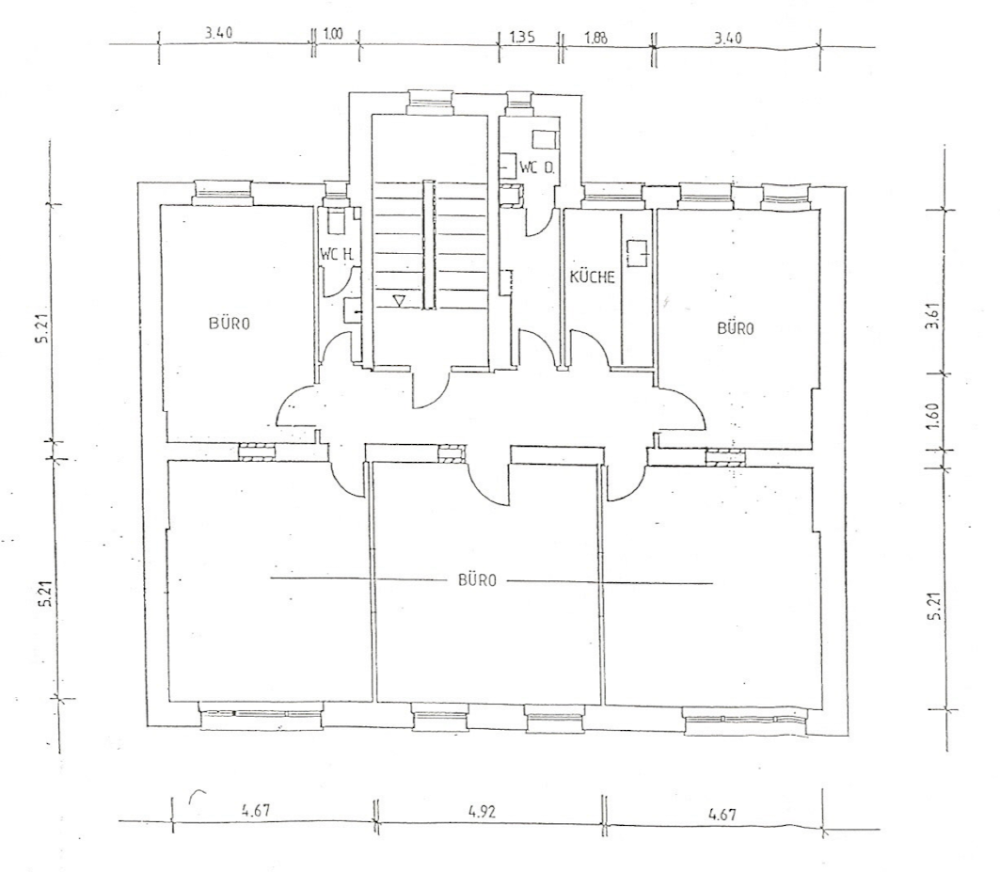 3.40 1.00 1.35 1.88 3.40
WC D.
WC H.
KÜCHE
BÜRO
BÜRO
5.21
3.61
1.60
BÜRO
5.21
5.21
4.67 4.92 4.67